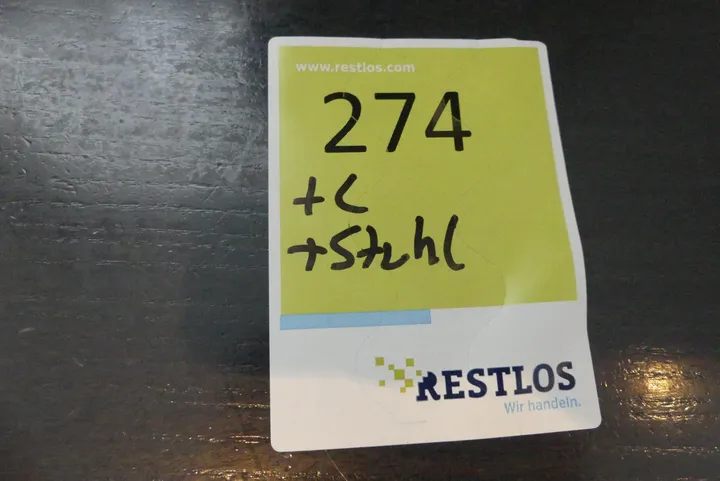 www.restlos.com
274
+C
+Stuhl
RESTLOS
Wir handeln.